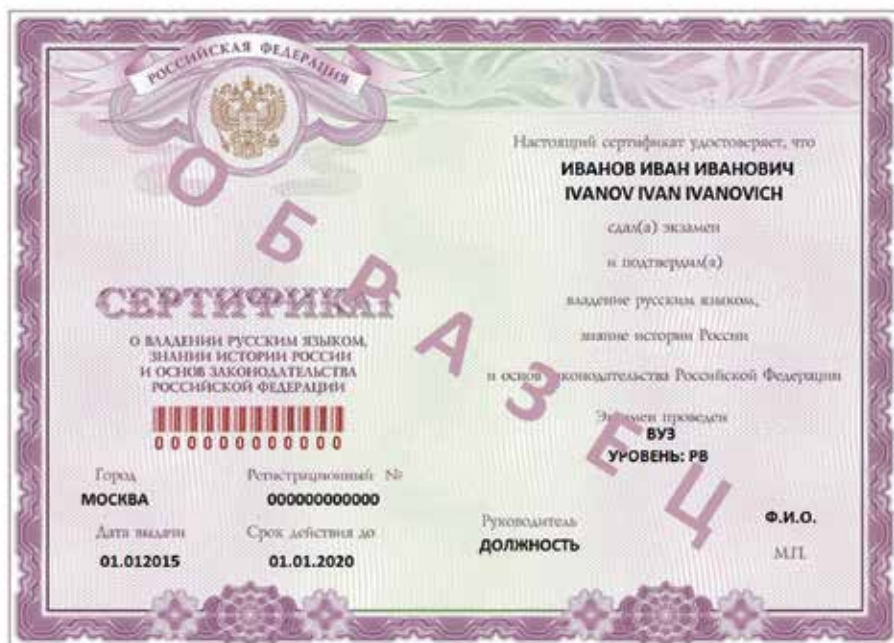 РОССИЙСКАЯ ФЕДЕРАЦИЯ
ОБРАЗЕЦ
СЕРТИФИКАТ
О ВЛАДЕНИИ РУССКИМ ЯЗЫКОМ,
ЗНАНИИ ИСТОРИИ РОССИИ
И ОСНОВ ЗАКОНОДАТЕЛЬСТВА
РОССИЙСКОЙ ФЕДЕРАЦИИ
000000000000
Город
Регистрационный №
МОСКВА
000000000000
Дата выдачи
Срок действия до
01.012015
01.01.2020
Настоящий сертификат удостоверяет, что
ИВАНОВ ИВАН ИВАНОВИЧ
IVANOV IVAN IVANOVICH
сдал(а) экзамен
и подтвердил(а)
владение русским языком,
знание истории России
и основ законодательства Российской Федерации
Экзамен проведен
ВУЗ
УРОВЕНЬ: РВ
Руководитель
Ф.И.О.
ДОЛЖНОСТЬ
М.П.